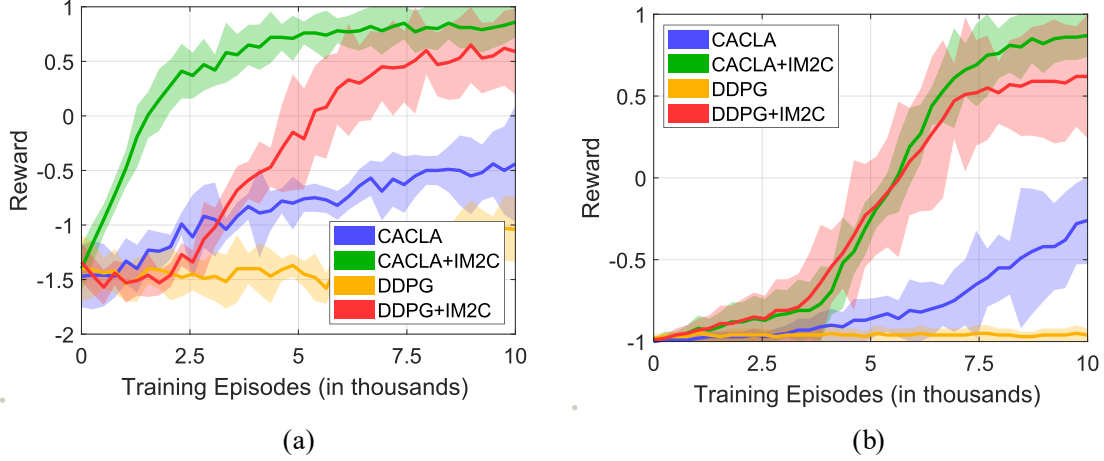 1
0.5
0
-0.5
-1
-1.5
-2
Reward
0
2.5
5
7.5
10
Training Episodes (in thousands)
CACLA
CACLA+IM2C
DDPG
DDPG+IM2C
(a)
1
0.5
0
-0.5
-1
Reward
0
2.5
5
7.5
10
Training Episodes (in thousands)
CACLA
CACLA+IM2C
DDPG
DDPG+IM2C
(b)